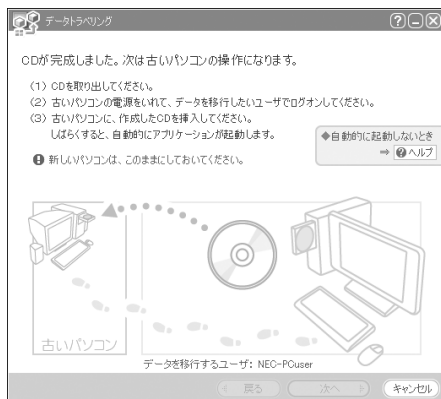 データトラベリング
CDが完成しました。次は古いパソコンの操作になります。
(1) CDを取り出してください。
(2) 古いパソコンの電源をいれて、データを移行したいユーザでログオンしてください。
(3) 古いパソコンに、作成したCDを挿入してください。
しばらくすると、自動的にアプリケーションが起動します。
◆自動的に起動しないとき
⇒ ヘルプ
新しいパソコンは、このままにしておいてください。
古いパソコン
データを移行するユーザ: NEC-PCuser
戻る 次へ キャンセル